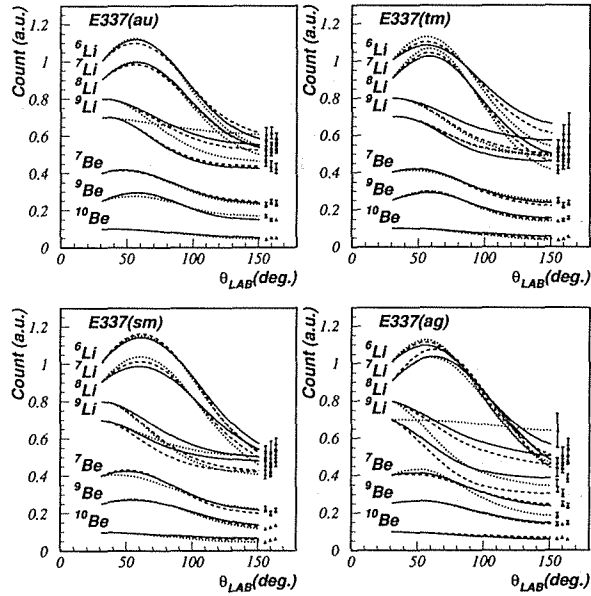 E337(au)
Count (a.u.)
1.2
1
0.8
0.6
0.4
0.2
0
⁶Li
⁷Li
⁸Li
⁹Li
⁷Be
⁹Be
¹⁰Be
0 50 100 150
θLAB(deg.)
E337(tm)
Count (a.u.)
1.2
1
0.8
0.6
0.4
0.2
0
⁶Li
⁷Li
⁸Li
⁹Li
⁷Be
⁹Be
¹⁰Be
0 50 100 150
θLAB(deg.)
E337(sm)
Count (a.u.)
1.2
1
0.8
0.6
0.4
0.2
0
⁶Li
⁷Li
⁸Li
⁹Li
⁷Be
⁹Be
¹⁰Be
0 50 100 150
θLAB(deg.)
E337(ag)
Count (a.u.)
1.2
1
0.8
0.6
0.4
0.2
0
⁶Li
⁷Li
⁸Li
⁹Li
⁷Be
⁹Be
¹⁰Be
0 50 100 150
θLAB(deg.)